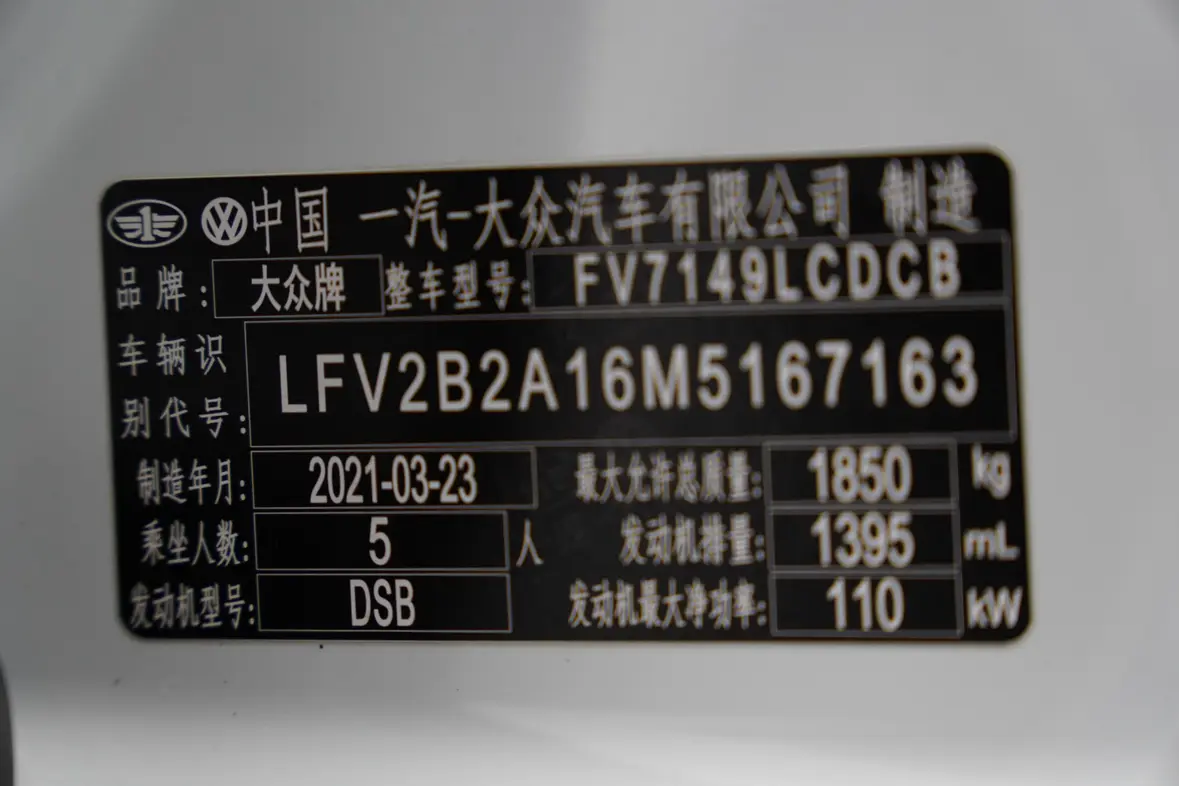 中国 一汽-大众汽车有限公司 制造
品牌: 大众牌 整车型号: FV7149LCDCB
车辆识别代号: LFV2B2A16M5167163
制造年月: 2021-03-23 最大允许总质量: 1850 kg
乘坐人数: 5 人 发动机排量: 1395 mL
发动机型号: DSB 发动机最大净功率: 110 kW